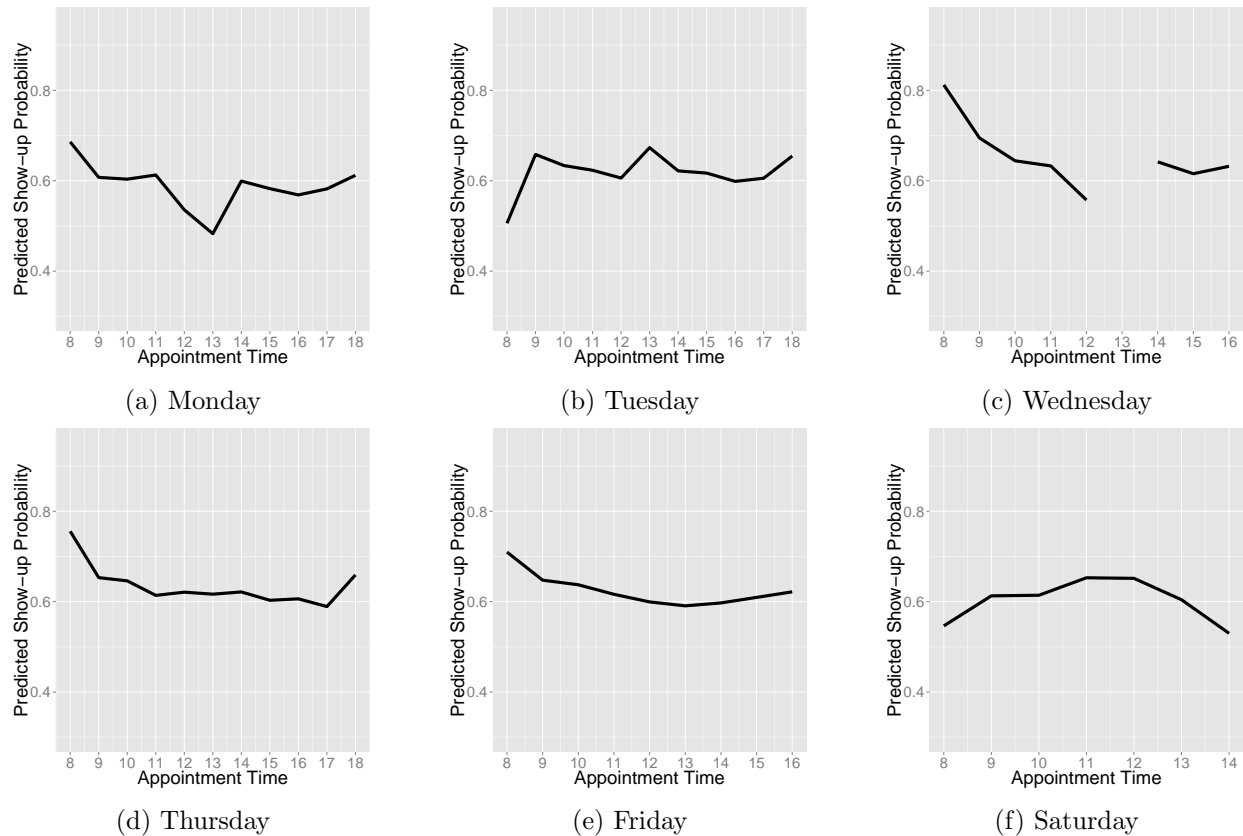 Predicted Show-up Probability
0.8
0.6
0.4
8 9 10 11 12 13 14 15 16 17 18
Appointment Time
(a) Monday
Predicted Show-up Probability
0.8
0.6
0.4
8 9 10 11 12 13 14 15 16 17 18
Appointment Time
(b) Tuesday
Predicted Show-up Probability
0.8
0.6
0.4
8 9 10 11 12 13 14 15 16
Appointment Time
(c) Wednesday
Predicted Show-up Probability
0.8
0.6
0.4
8 9 10 11 12 13 14 15 16 17 18
Appointment Time
(d) Thursday
Predicted Show-up Probability
0.8
0.6
0.4
8 9 10 11 12 13 14 15 16
Appointment Time
(e) Friday
Predicted Show-up Probability
0.8
0.6
0.4
8 9 10 11 12 13 14
Appointment Time
(f) Saturday